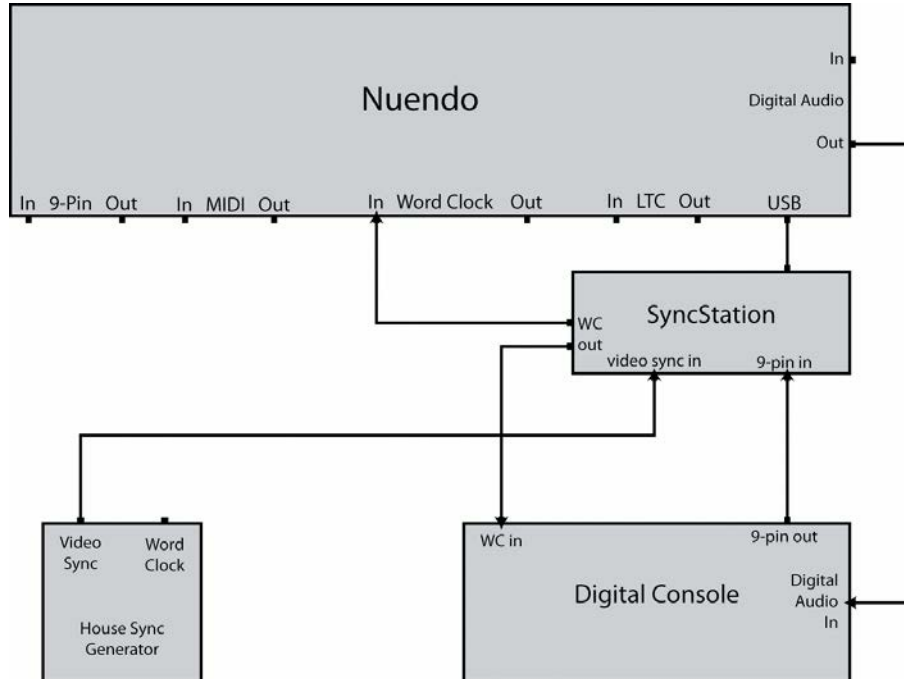 In
Nuendo
Digital Audio
Out
In 9-Pin Out In MIDI Out In Word Clock Out In LTC Out USB
SyncStation
WC
out
video sync in 9-pin in
Video
Sync
Word
Clock
House Sync
Generator
WC in
9-pin out
Digital Console
Digital
Audio
In